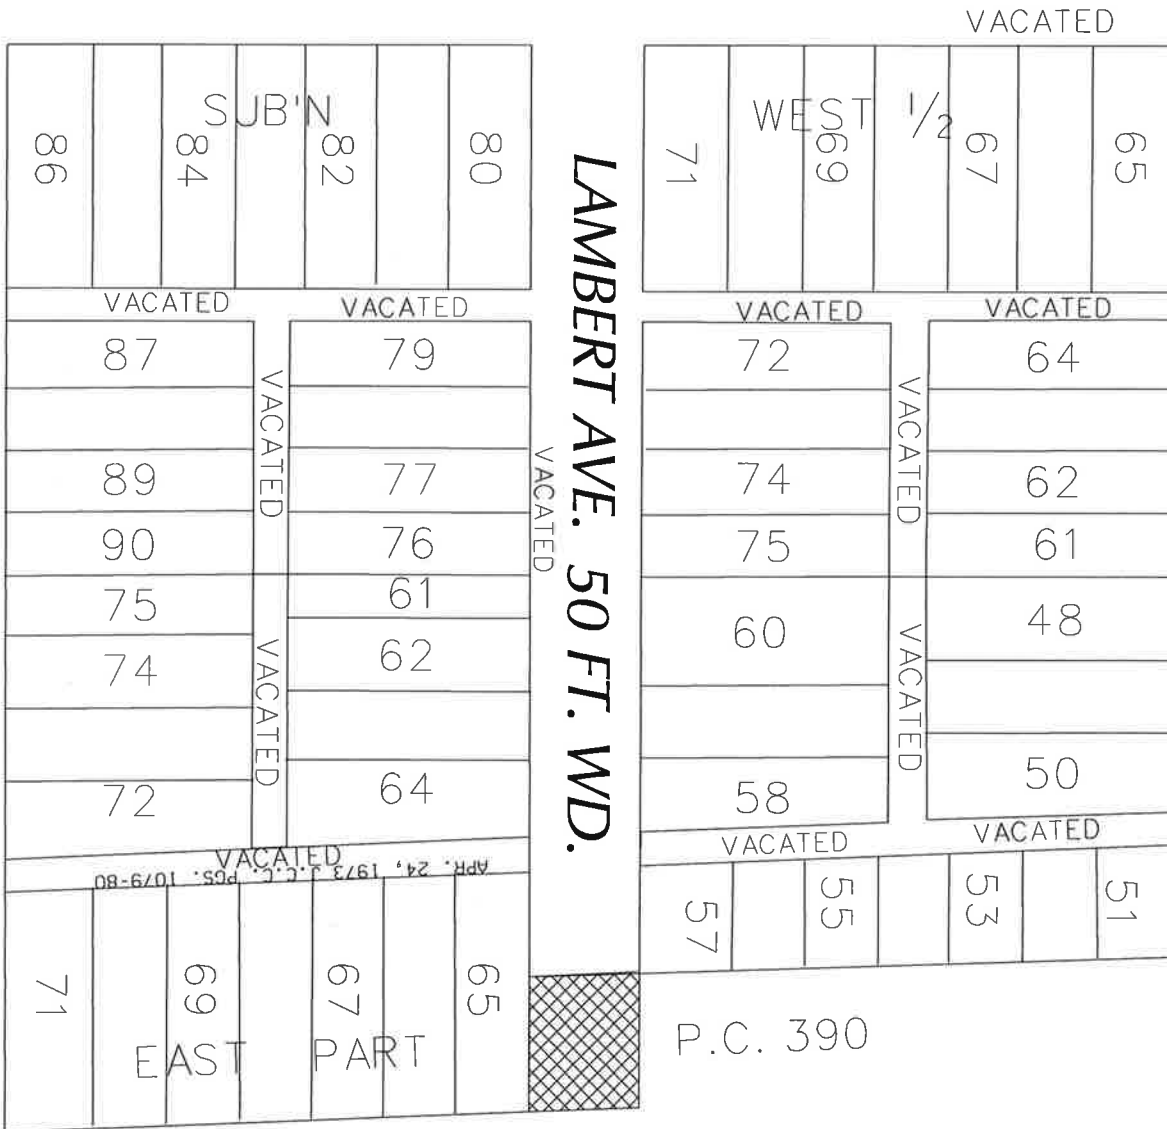 VACATED
SUB'N
WEST 1/2
86
84
82
80
71
69
67
65
VACATED
VACATED
VACATED
VACATED
87
79
72
64
VACATED
VACATED
LAMBERT AVE. 50 FT. WD.
VACATED
89
77
74
62
90
76
75
61
75
61
60
48
74
62
VACATED
VACATED
72
64
58
50
VACATED
VACATED
VACATED
APR. 24, 1973 J.C.C. PGS. 1079-80
57
55
53
51
71
69
67
65
EAST PART
P.C. 390